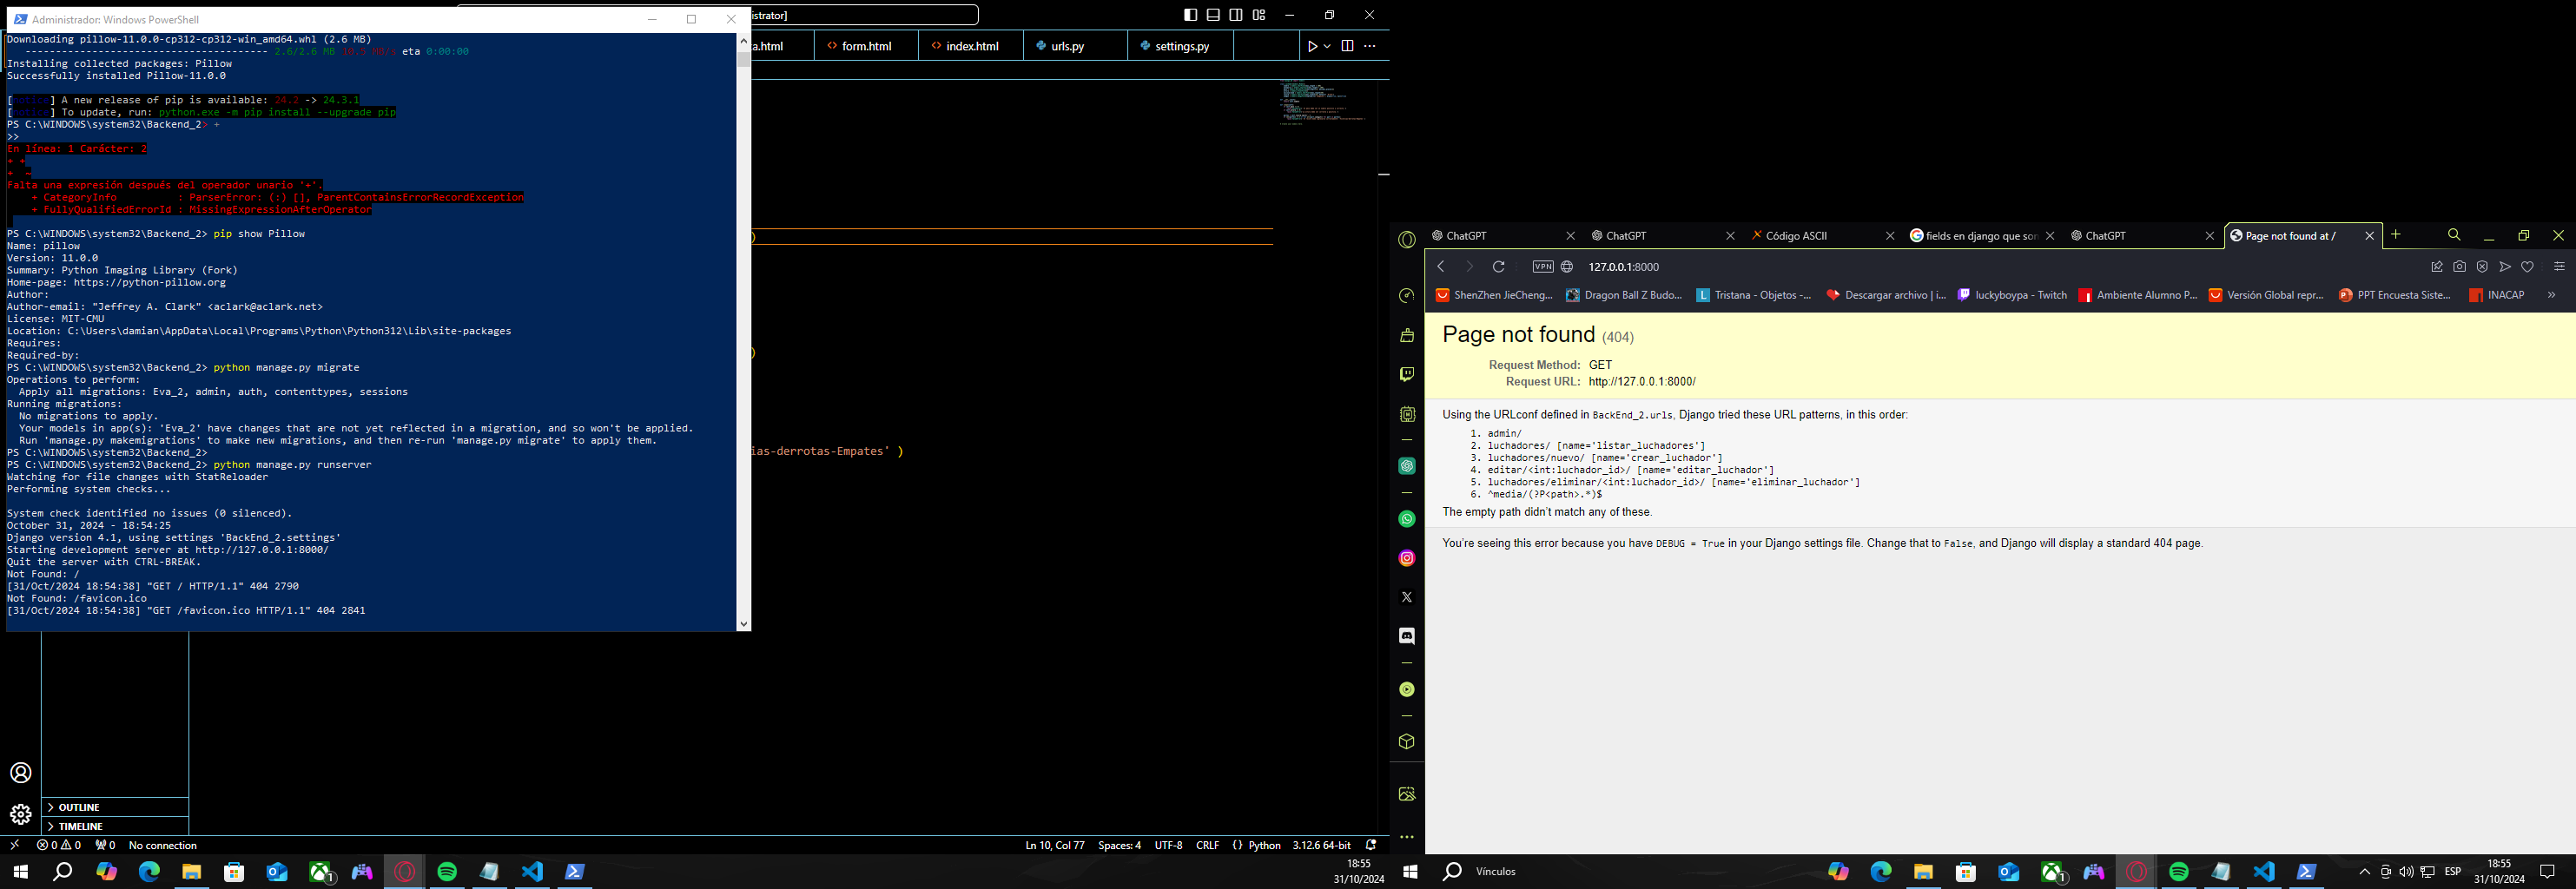 Administrador: Windows PowerShell
Downloading pillow-11.0.0-cp312-cp312-win_amd64.whl (2.6 MB)
---------------------------------------- 2.6/2.6 MB 10.5 MB/s eta 0:00:00
Installing collected packages: Pillow
Successfully installed Pillow-11.0.0
[notice] A new release of pip is available: 24.2 -> 24.3.1
[notice] To update, run: python.exe -m pip install --upgrade pip
PS C:\WINDOWS\system32\Backend_2> +
>>
En línea: 1 Carácter: 2
+ +
+  ~
Falta una expresión después del operador unario '+'.
    + CategoryInfo          : ParserError: (:) [], ParentContainsErrorRecordException
    + FullyQualifiedErrorId : MissingExpressionAfterOperator
PS C:\WINDOWS\system32\Backend_2> pip show Pillow
Name: pillow
Version: 11.0.0
Summary: Python Imaging Library (Fork)
Home-page: https://python-pillow.org
Author:
Author-email: "Jeffrey A. Clark" <aclark@aclark.net>
License: MIT-CMU
Location: C:\Users\damian\AppData\Local\Programs\Python\Python312\Lib\site-packages
Requires:
Required-by:
PS C:\WINDOWS\system32\Backend_2> python manage.py migrate
Operations to perform:
  Apply all migrations: Eva_2, admin, auth, contenttypes, sessions
Running migrations:
  No migrations to apply.
  Your models in app(s): 'Eva_2' have changes that are not yet reflected in a migration, and so won't be applied.
  Run 'manage.py makemigrations' to make new migrations, and then re-run 'manage.py migrate' to apply them.
PS C:\WINDOWS\system32\Backend_2>
PS C:\WINDOWS\system32\Backend_2> python manage.py runserver
Watching for file changes with StatReloader
Performing system checks...
System check identified no issues (0 silenced).
October 31, 2024 - 18:54:25
Django version 4.1, using settings 'BackEnd_2.settings'
Starting development server at http://127.0.0.1:8000/
Quit the server with CTRL-BREAK.
Not Found: /
[31/Oct/2024 18:54:38] "GET / HTTP/1.1" 404 2790
Not Found: /favicon.ico
[31/Oct/2024 18:54:38] "GET /favicon.ico HTTP/1.1" 404 2841
istrator]
a.html
form.html
index.html
urls.py
settings.py
)
)
ias-derrotas-Empates' )
OUTLINE
TIMELINE
0 0 0 No connection
Ln 10, Col 77 Spaces: 4 UTF-8 CRLF {} Python 3.12.6 64-bit
1
18:55
31/10/2024
ChatGPT
ChatGPT
Código ASCII
fields en django que son
ChatGPT
Page not found at /
VPN 127.0.0.1:8000
ShenZhen JieCheng...
Dragon Ball Z Budo...
Tristana - Objetos -...
Descargar archivo | i...
luckyboypa - Twitch
Ambiente Alumno P...
Versión Global repr...
PPT Encuesta Siste...
INACAP
»
Page not found (404)
Request Method: GET
Request URL: http://127.0.0.1:8000/
Using the URLconf defined in BackEnd_2.urls, Django tried these URL patterns, in this order:
1. admin/
2. luchadores/ [name='listar_luchadores']
3. luchadores/nuevo/ [name='crear_luchador']
4. editar/<int:luchador_id>/ [name='editar_luchador']
5. luchadores/eliminar/<int:luchador_id>/ [name='eliminar_luchador']
6. ^media/(?P<path>.*)$
The empty path didn't match any of these.
You're seeing this error because you have DEBUG = True in your Django settings file. Change that to False, and Django will display a standard 404 page.
Vínculos
1
ESP
18:55
31/10/2024